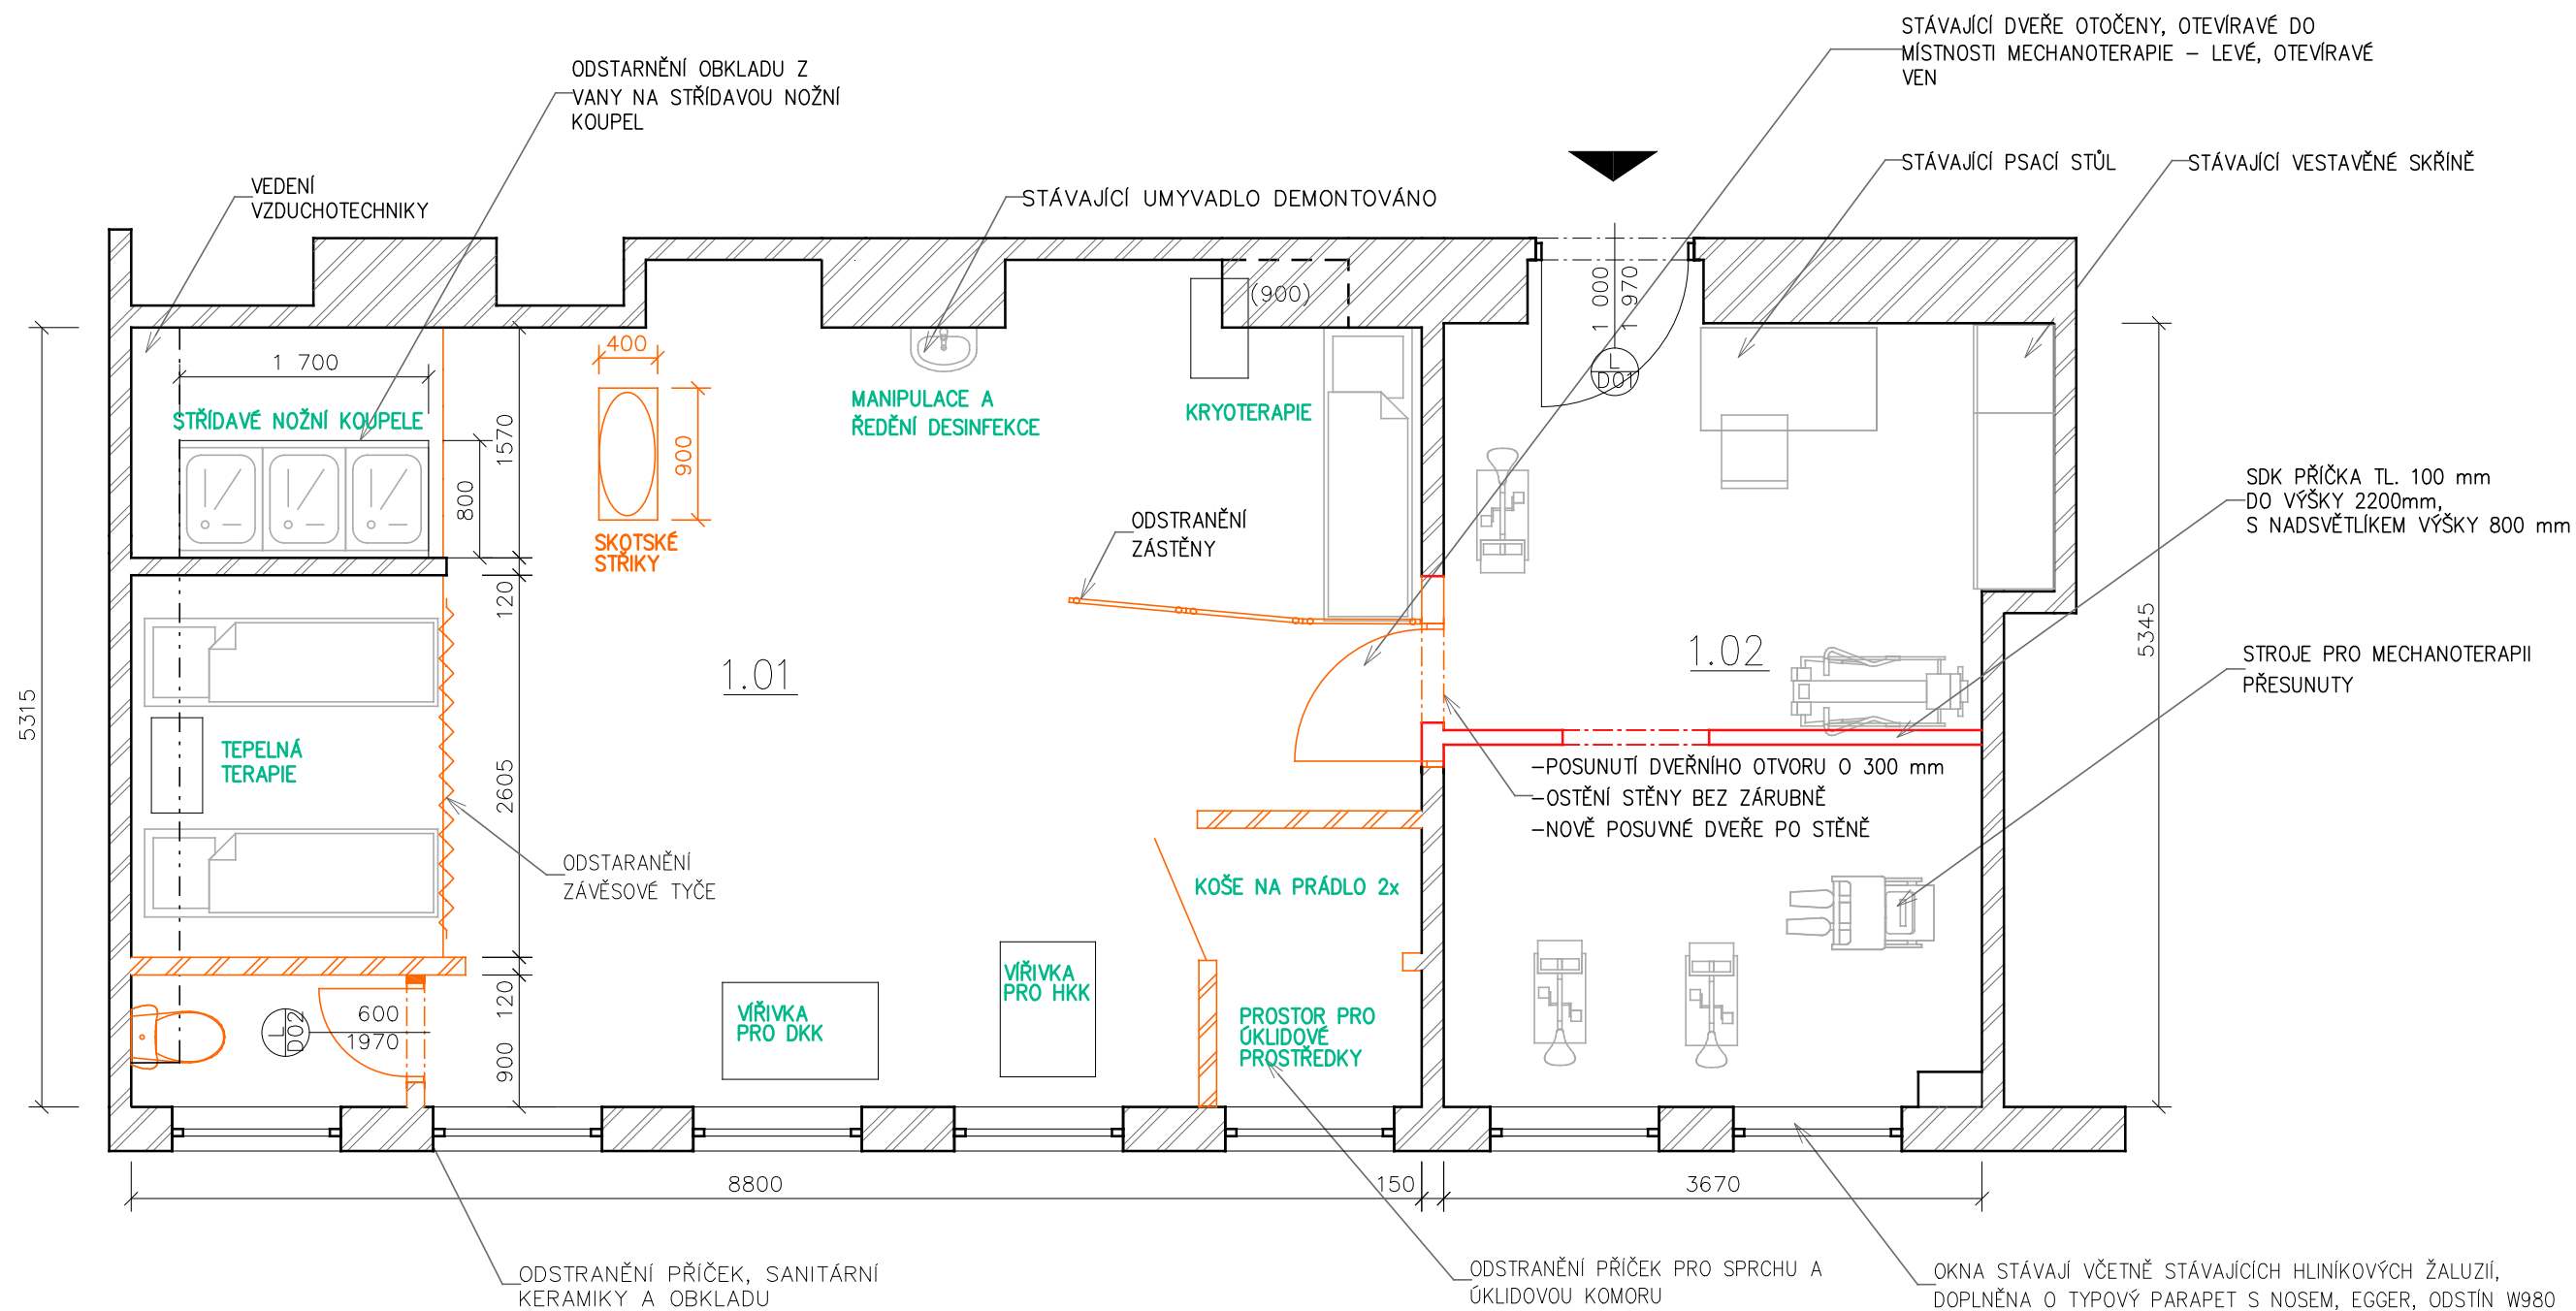 STÁVAJÍCÍ DVEŘE OTOČENY, OTEVÍRAVÉ DO
MÍSTNOSTI MECHANOTERAPIE – LEVÉ, OTEVÍRAVÉ
VEN
ODSTARNĚNÍ OBKLADU Z
VANY NA STŘÍDAVOU NOŽNÍ
KOUPEL
STÁVAJÍCÍ PSACÍ STŮL
STÁVAJÍCÍ VESTAVĚNÉ SKŘÍNĚ
VEDENÍ
VZDUCHOTECHNIKY
STÁVAJÍCÍ UMYVADLO DEMONTOVÁNO
(900)
1 000
1 970
L
D01
400
1 700
STŘÍDAVÉ NOŽNÍ KOUPELE
1570
900
800
MANIPULACE A
ŘEDĚNÍ DESINFEKCE
KRYOTERAPIE
SKOTSKÉ
STŘIKY
ODSTRANĚNÍ
ZÁSTĚNY
SDK PŘÍČKA TL. 100 mm
DO VÝŠKY 2200mm,
S NADSVĚTLÍKEM VÝŠKY 800 mm
120
1.01
1.02
5315
5345
STROJE PRO MECHANOTERAPII
PŘESUNUTY
TEPELNÁ
TERAPIE
2605
–POSUNUTÍ DVEŘNÍHO OTVORU O 300 mm
–OSTĚNÍ STĚNY BEZ ZÁRUBNĚ
–NOVĚ POSUVNÉ DVEŘE PO STĚNĚ
ODSTARANĚNÍ
ZÁVĚSOVÉ TYČE
KOŠE NA PRÁDLO 2x
VÍŘIVKA
PRO HKK
VÍŘIVKA
PRO DKK
PROSTOR PRO
ÚKLIDOVÉ
PROSTŘEDKY
L
D02
600
1970
120
900
8800
150
3670
ODSTRANĚNÍ PŘÍČEK, SANITÁRNÍ
KERAMIKY A OBKLADU
ODSTRANĚNÍ PŘÍČEK PRO SPRCHU A
ÚKLIDOVOU KOMORU
OKNA STÁVAJÍ VČETNĚ STÁVAJÍCÍCH HLINÍKOVÝCH ŽALUZIÍ,
DOPLNĚNA O TYPOVÝ PARAPET S NOSEM, EGGER, ODSTÍN W980